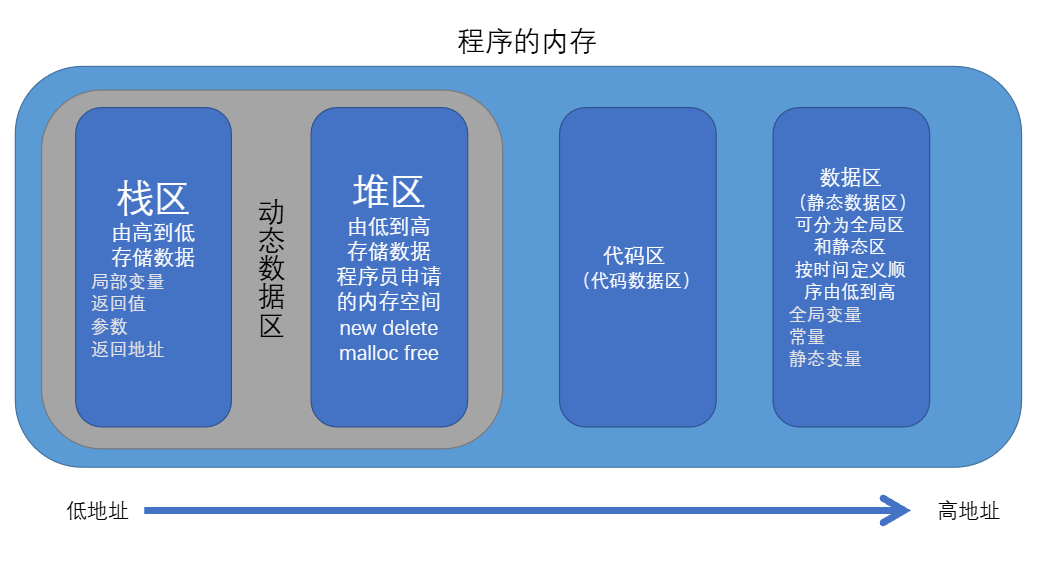 程序的内存
栈区
由高到低
存储数据
局部变量
返回值
参数
返回地址
动态数据区
堆区
由低到高
存储数据
程序员申请
的内存空间
new delete
malloc free
代码区
（代码数据区）
数据区
（静态数据区）
可分为全局区
和静态区
按时间定义顺
序由低到高
全局变量
常量
静态变量
低地址
高地址